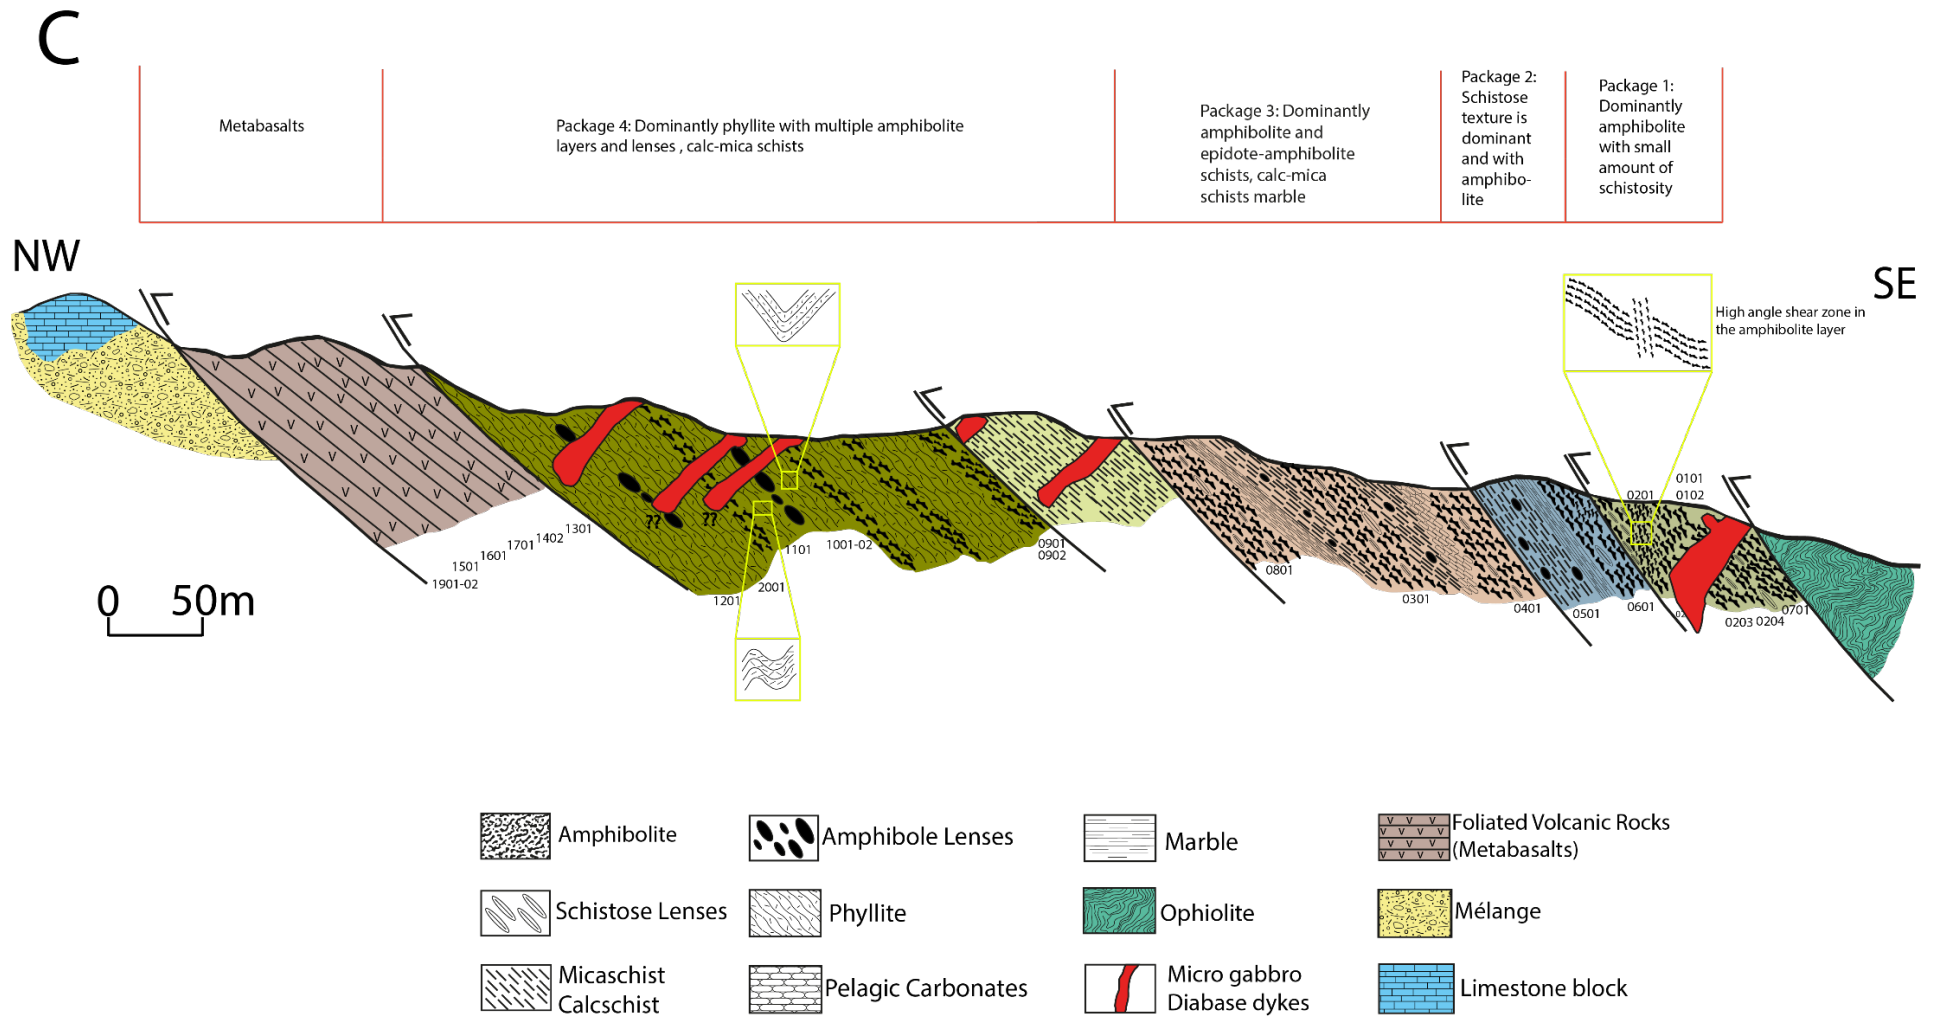 C
Metabasalts
Package 4: Dominantly phyllite with multiple amphibolite
layers and lenses , calc-mica schists
Package 3: Dominantly
amphibolite and
epidote-amphibolite
schists, calc-mica
schists marble
Package 2:
Schistose
texture is
dominant
and with
amphibo-
lite
Package 1:
Dominantly
amphibolite
with small
amount of
schistosity
NW
SE
High angle shear zone in
the amphibolite layer
0101
0102
0201
??
??
1901-02
1501
1601
1701
1402
1301
1201
2001
1101
1001-02
0901
0902
0801
0301
0401
0501
0601
0203
0204
0701
0 50m
Amphibolite
Amphibole Lenses
Marble
Foliated Volcanic Rocks
(Metabasalts)
Schistose Lenses
Phyllite
Ophiolite
Mélange
Micaschist
Calcschist
Pelagic Carbonates
Micro gabbro
Diabase dykes
Limestone block